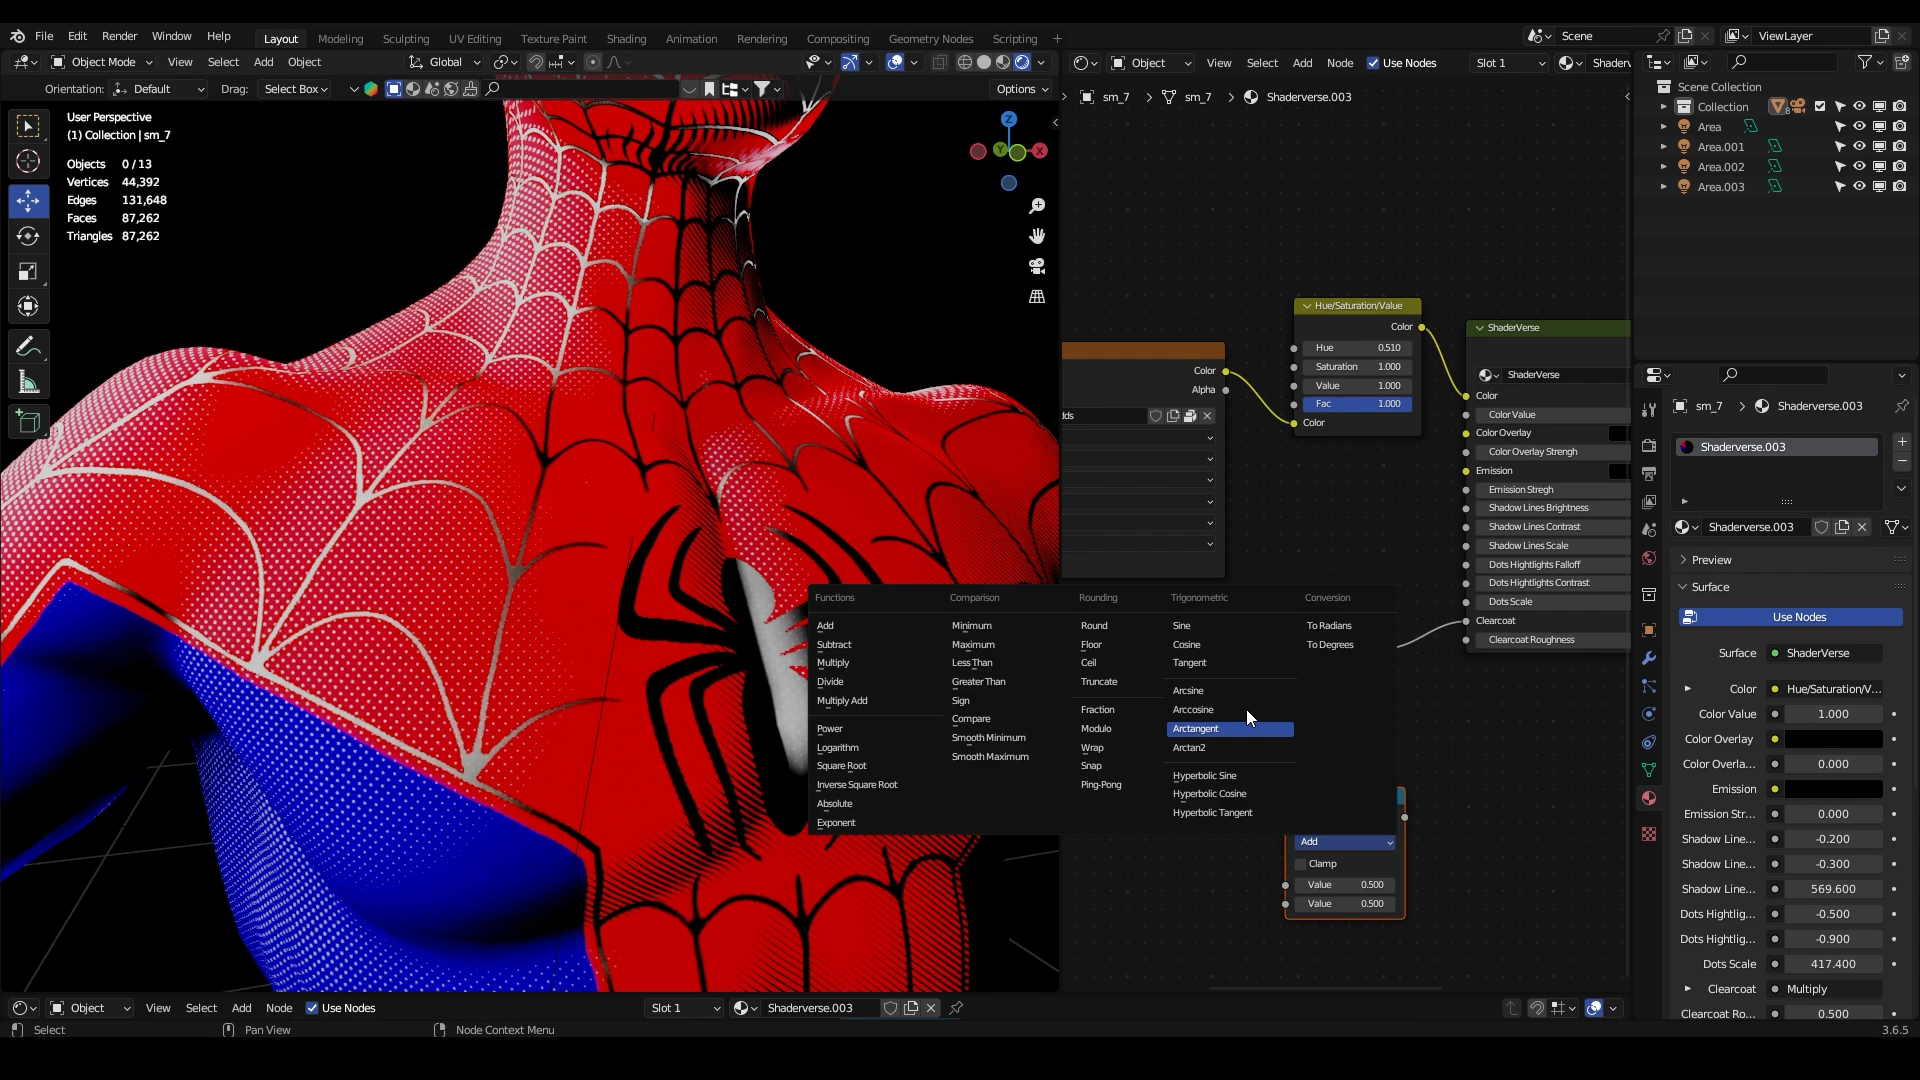 File Edit Render Window Help Layout Modeling Sculpting UV Editing Texture Paint Shading Animation Rendering Compositing Geometry Nodes Scripting Scene ViewLayer
Object Mode View Select Add Object Global
Object View Select Add Node Use Nodes Slot 1
Orientation: Default Drag: Select Box Options
sm_7 > sm_7 > Shaderverse.003
User Perspective
(1) Collection | sm_7
Objects 0 / 13
Vertices 44,392
Edges 131,648
Faces 87,262
Triangles 87,262
Z
Y
X
Scene Collection
Collection
Area
Area.001
Area.002
Area.003
Color
Alpha
Hue/Saturation/Value
Color
Hue 0.510
Saturation 1.000
Value 1.000
Fac 1.000
Color
ShaderVerse
ShaderVerse
Color
Color Value
Color Overlay
Color Overlay Strengh
Emission
Emission Stregh
Shadow Lines Brightness
Shadow Lines Contrast
Shadow Lines Scale
Dots Hightlights Falloff
Dots Hightlights Contrast
Dots Scale
Clearcoat
Clearcoat Roughness
Functions Comparison Rounding Trigonometric Conversion
Add
Subtract
Multiply
Divide
Multiply Add
Power
Logarithm
Square Root
Inverse Square Root
Absolute
Exponent
Minimum
Maximum
Less Than
Greater Than
Sign
Compare
Smooth Minimum
Smooth Maximum
Round
Floor
Ceil
Truncate
Fraction
Modulo
Wrap
Snap
Ping-Pong
Sine
Cosine
Tangent
Arcsine
Arccosine
Arctangent
Arctan2
Hyperbolic Sine
Hyperbolic Cosine
Hyperbolic Tangent
To Radians
To Degrees
Add
Clamp
Value 0.500
Value 0.500
sm_7 > Shaderverse.003
Shaderverse.003
Shaderverse.003
Preview
Surface
Use Nodes
Surface ShaderVerse
Color Hue/Saturation/V...
Color Value 1.000
Color Overlay
Color Overla... 0.000
Emission
Emission Str... 0.000
Shadow Line... -0.200
Shadow Line... -0.300
Shadow Line... 569.600
Dots Hightlig... -0.500
Dots Hightlig... -0.900
Dots Scale 417.400
Clearcoat Multiply
Clearcoat Ro... 0.500
Object View Select Add Node Use Nodes Slot 1 Shaderverse.003
Select Pan View Node Context Menu 3.6.5